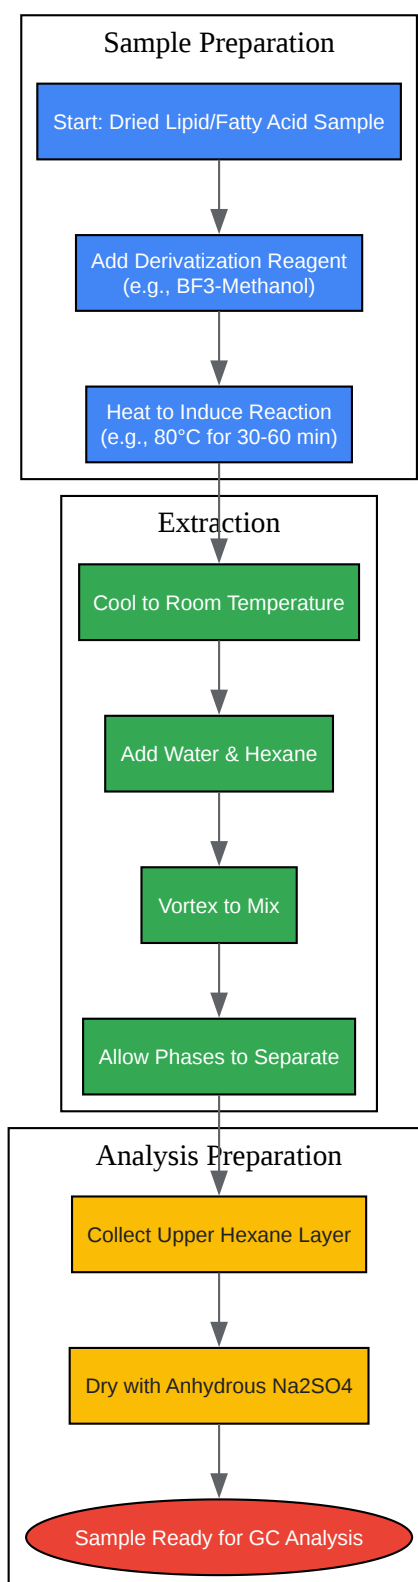 Sample Preparation
Start: Dried Lipid/Fatty Acid Sample
Add Derivatization Reagent
(e.g., BF3-Methanol)
Heat to Induce Reaction
(e.g., 80°C for 30-60 min)
Extraction
Cool to Room Temperature
Add Water & Hexane
Vortex to Mix
Allow Phases to Separate
Analysis Preparation
Collect Upper Hexane Layer
Dry with Anhydrous Na2SO4
Sample Ready for GC Analysis